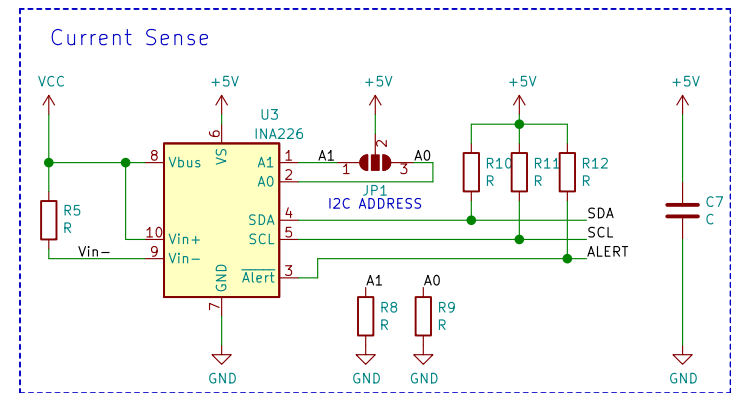 Current Sense
VCC
+5V
+5V
+5V
+5V
U3
INA226
6
VS
8
Vbus
A1
1
A1
1
2
3
A0
A0
2
JP1
I2C ADDRESS
R10
R
R11
R
R12
R
R5
R
C7
C
SDA
4
SDA
10
Vin+
SCL
5
SCL
Vin-
9
Vin-
ALERT
GND
Alert
3
7
A1
A0
R8
R
R9
R
GND
GND
GND
GND